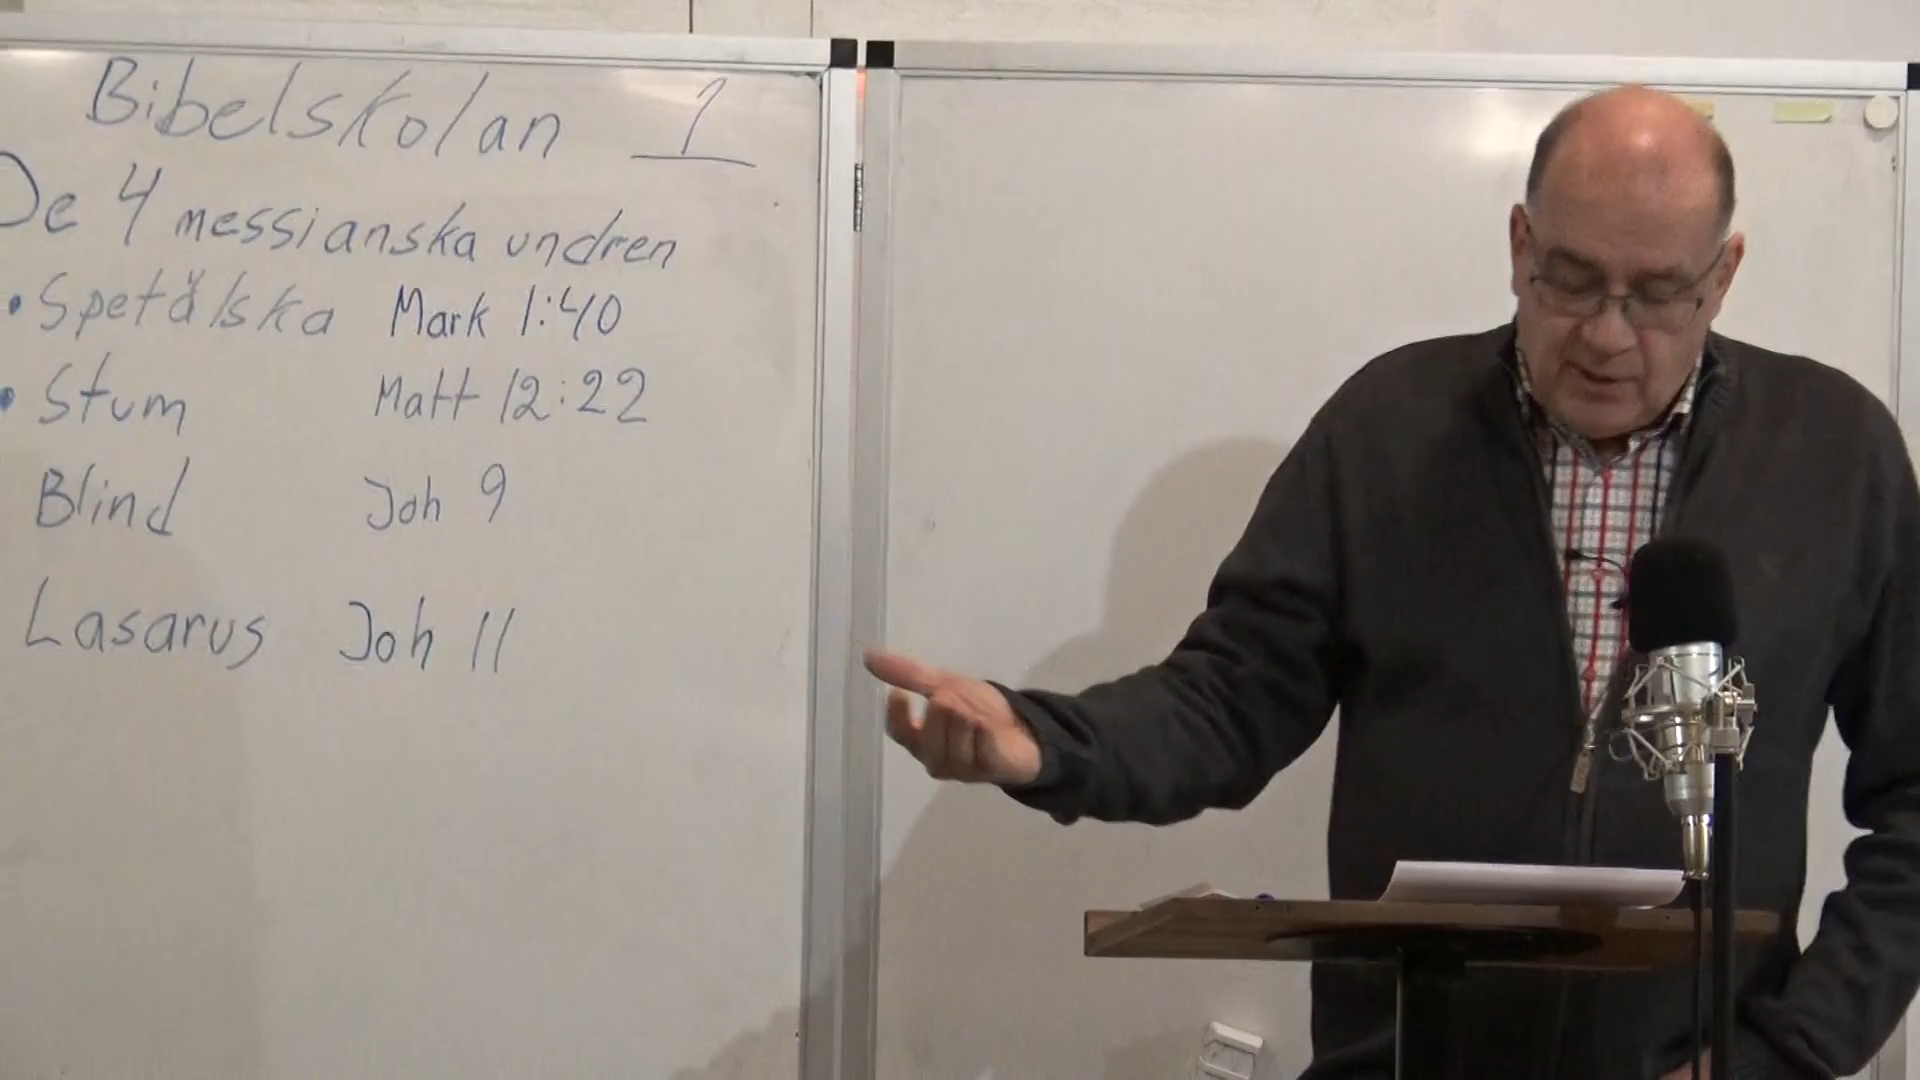 Bibelskolan 1
De 4 messianska undren
• Spetälska Mark 1:40
• Stum Matt 12:22
Blind Joh 9
Lasarus Joh 11